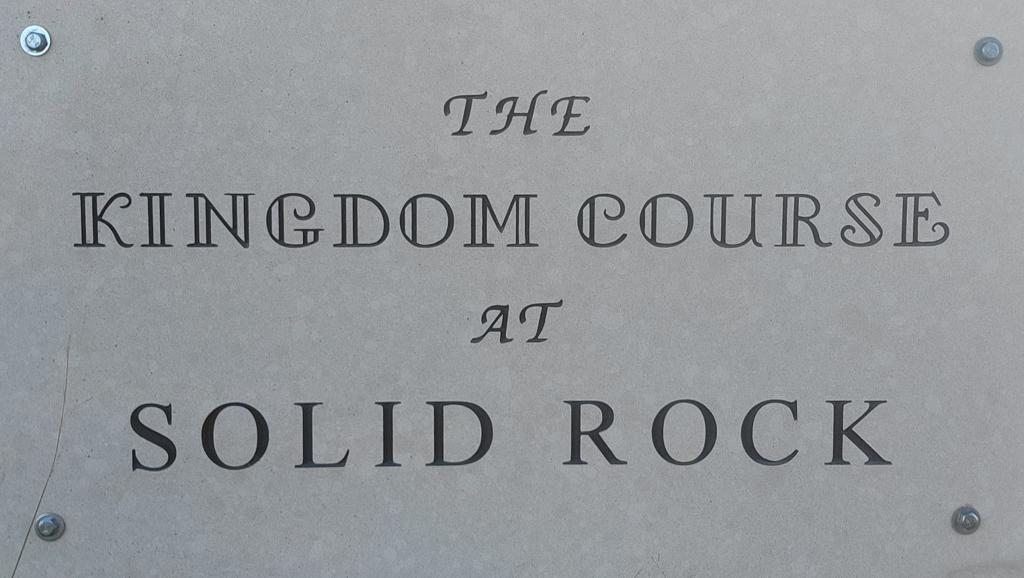 THE
KINGDOM COURSE
AT
SOLID ROCK